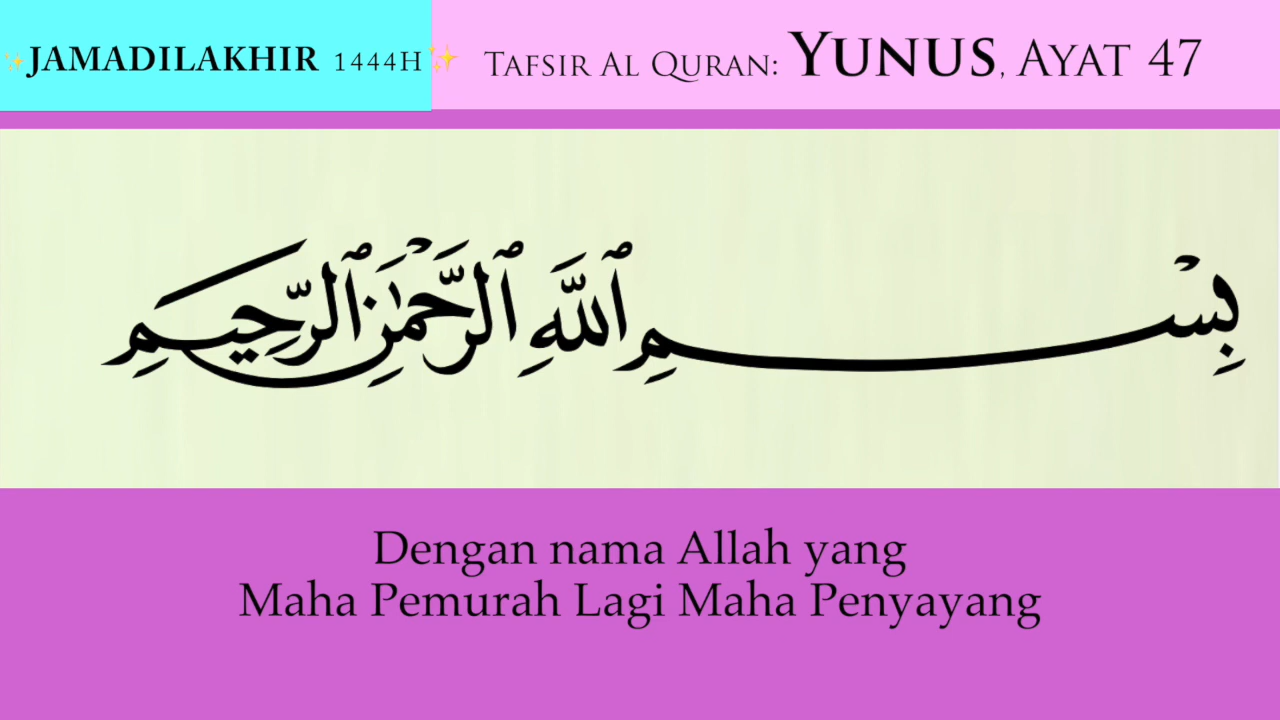 ✨JAMADILAKHIR 1444H✨
Tafsir Al Quran: Yunus, Ayat 47
بِسْمِ ٱللَّهِ ٱلرَّحْمَٰنِ ٱلرَّحِيمِ
Dengan nama Allah yang
Maha Pemurah Lagi Maha Penyayang